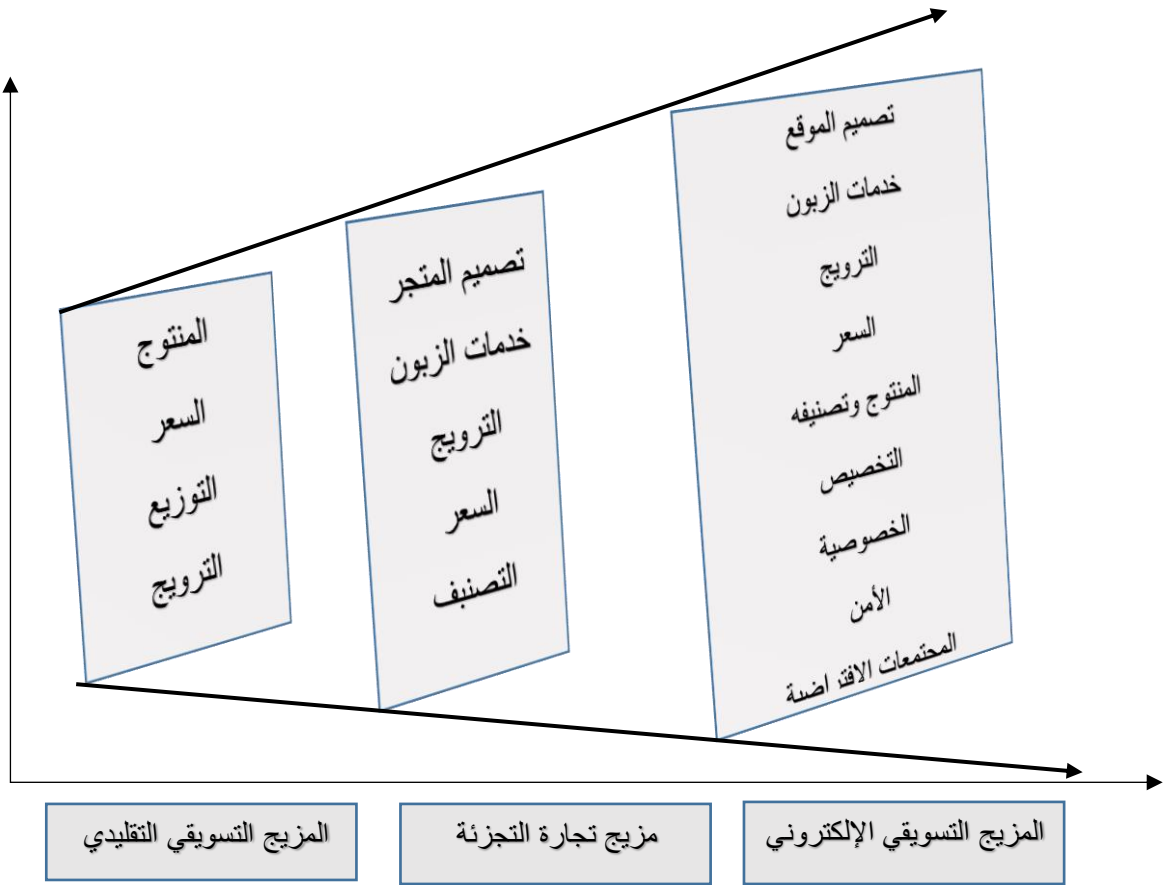 المنتوج
السعر
التوزيع
الترويج
تصميم المتجر
خدمات الزبون
الترويج
السعر
التصنبف
تصميم الموقع
خدمات الزبون
الترويج
السعر
المنتوج وتصنيفه
التخصيص
الخصوصية
الأمن
المجتمعات الافتراضية
المزيج التسويقي التقليدي
مزيج تجارة التجزئة
المزيج التسويقي الإلكتروني